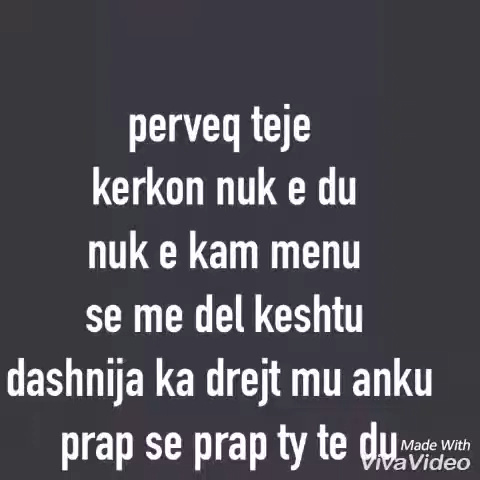 perveq teje
kerkon nuk e du
nuk e kam menu
se me del keshtu
dashnija ka drejt mu anku
prap se prap ty te du
Made With
VivaVideo